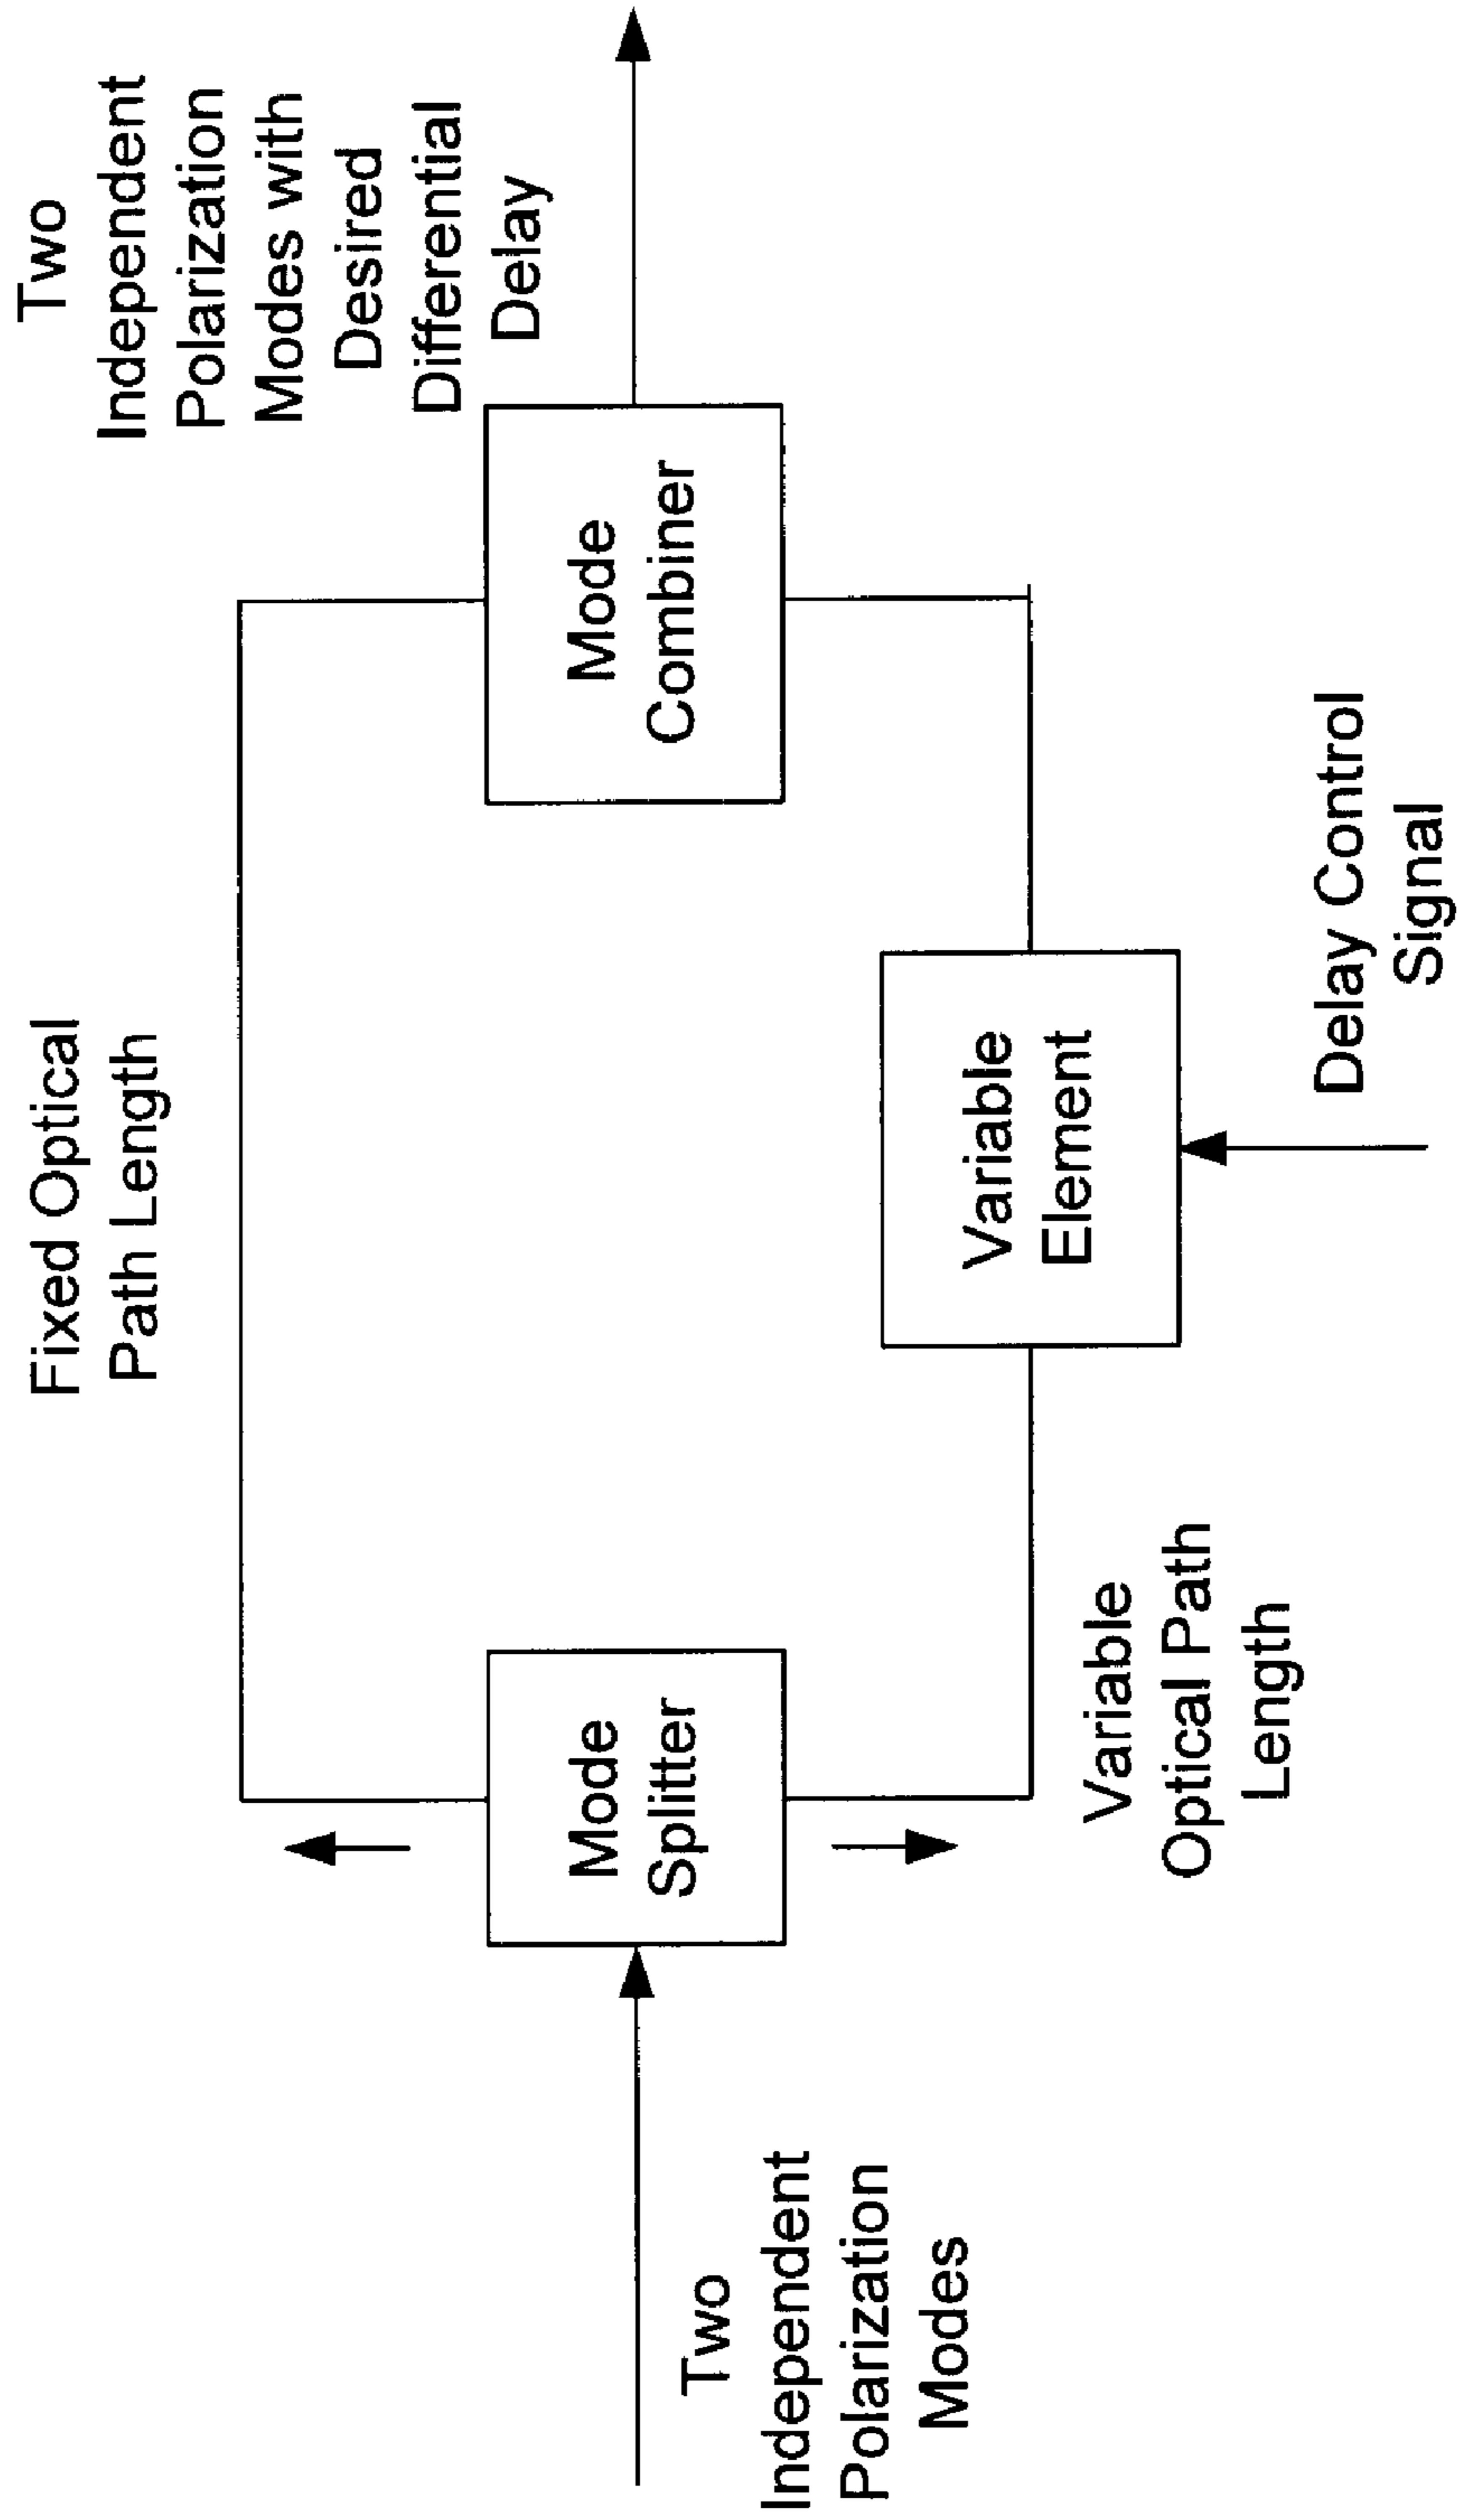 Two
Independent
Polarization
Modes
Mode
Splitter
Fixed Optical
Path Length
Variable
Optical Path
Length
Variable
Element
Delay Control
Signal
Mode
Combiner
Two
Independent
Polarization
Modes with
Desired
Differential
Delay